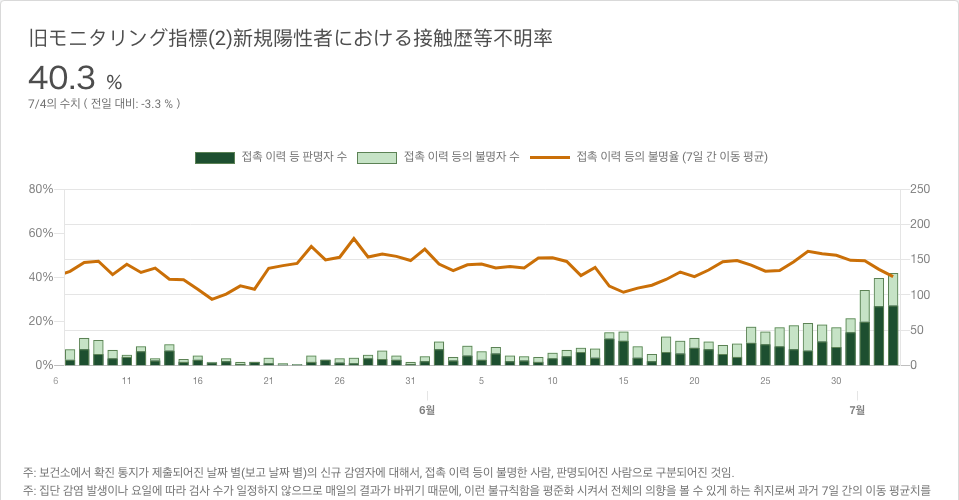 旧モニタリング指標(2)新規陽性者における接触歴等不明率
40.3 %
7/4의 수치 ( 전일 대비: -3.3 % )
접촉 이력 등 판명자 수 접촉 이력 등의 불명자 수 접촉 이력 등의 불명율 (7일 간 이동 평균)
80% 250
200
60%
150
40%
100
20%
50
0% 0
6 11 16 21 26 31 5 10 15 20 25 30
6월 7월
주: 보건소에서 확진 통지가 제출되어진 날짜 별(보고 날짜 별)의 신규 감염자에 대해서, 접촉 이력 등이 불명한 사람, 판명되어진 사람으로 구분되어진 것임.
주: 집단 감염 발생이나 요일에 따라 검사 수가 일정하지 않으므로 매일의 결과가 바뀌기 때문에, 이런 불규칙함을 평준화 시켜서 전체의 의향을 볼 수 있게 하는 취지로써 과거 7일 간의 이동 평균치를